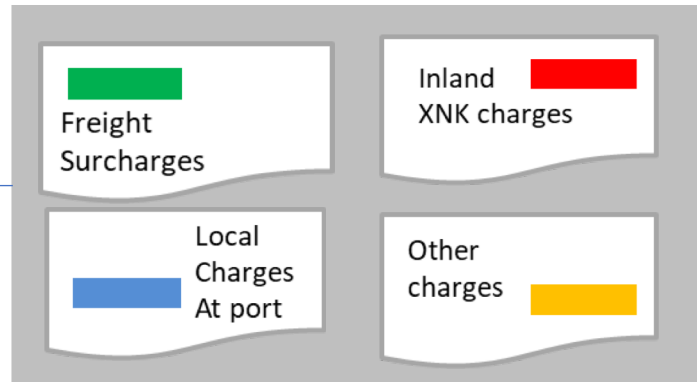 Freight
Surcharges
Inland
XNK charges
Local
Charges
At port
Other
charges